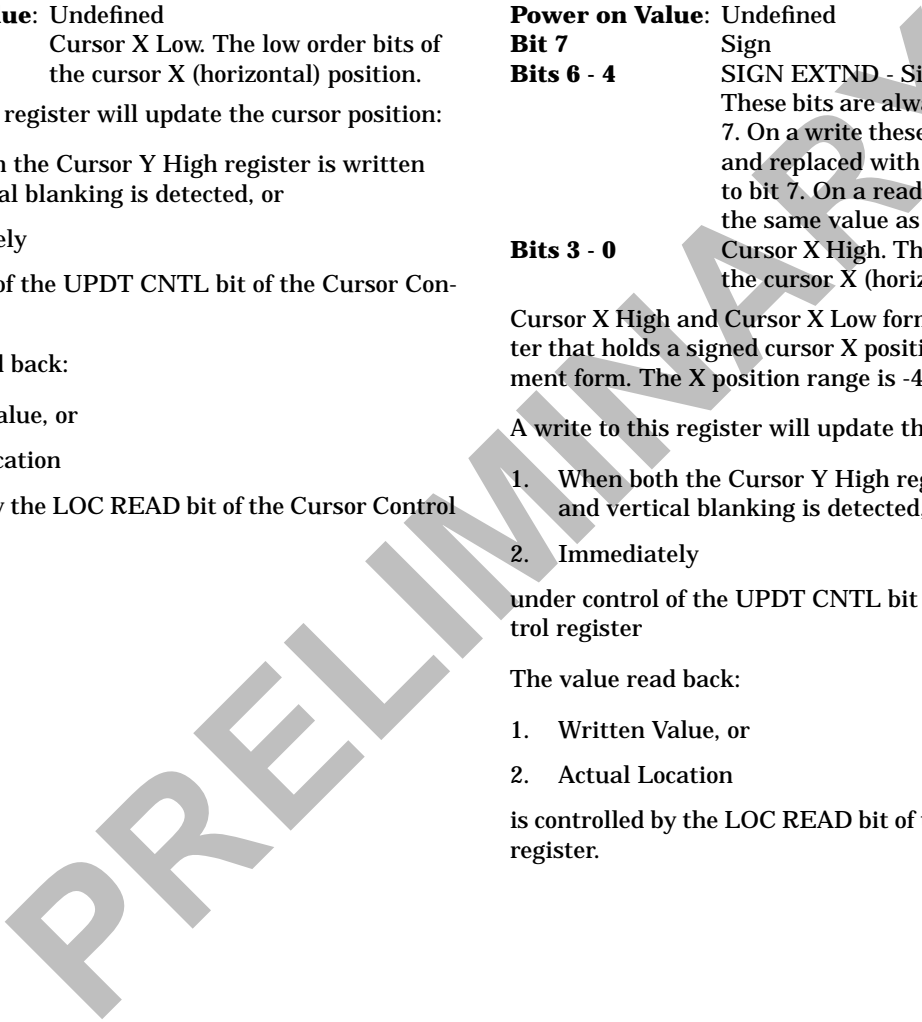 lue: Undefined
Cursor X Low. The low order bits of
the cursor X (horizontal) position.
register will update the cursor position:
the Cursor Y High register is written
al blanking is detected, or
ely
of the UPDT CNTL bit of the Cursor Con-
back:
alue, or
cation
the LOC READ bit of the Cursor Control
Power on Value: Undefined
Bit 7 Sign
Bits 6 - 4 SIGN EXTND - Si
These bits are alwa
7. On a write these
and replaced with
to bit 7. On a read
the same value as
Bits 3 - 0 Cursor X High. Th
the cursor X (horiz
Cursor X High and Cursor X Low form
ter that holds a signed cursor X positi
ment form. The X position range is -4
A write to this register will update th
1. When both the Cursor Y High reg
and vertical blanking is detected,
2. Immediately
under control of the UPDT CNTL bit
trol register
The value read back:
1. Written Value, or
2. Actual Location
is controlled by the LOC READ bit of
register.
PRELIMINARY